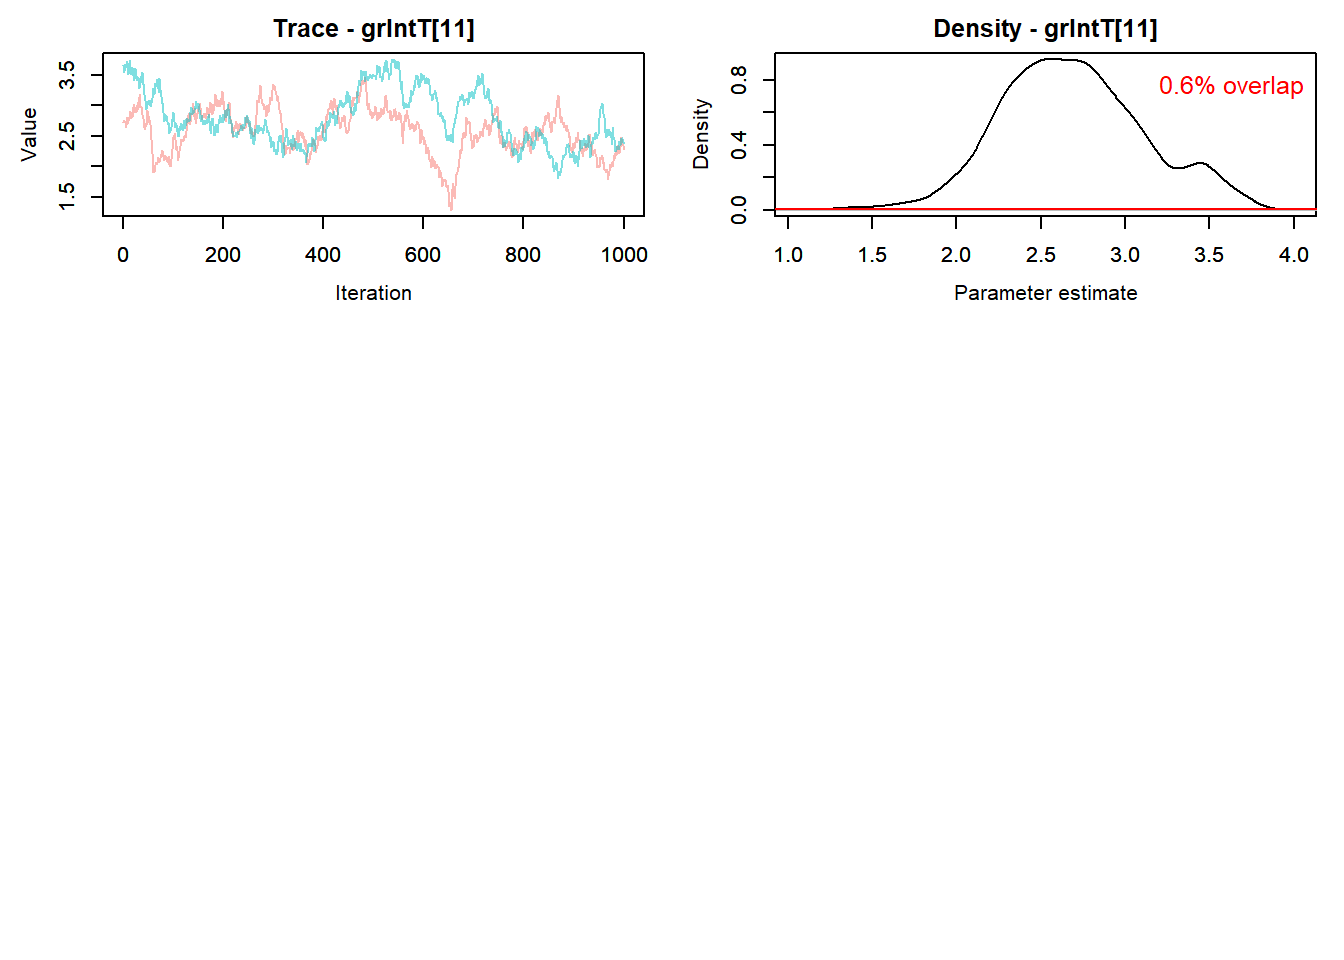 Trace - grIntT[11]
Value
1.5 2.5 3.5
0 200 400 600 800 1000
Iteration
Density - grIntT[11]
0.6% overlap
Density
0.0 0.4 0.8
1.0 1.5 2.0 2.5 3.0 3.5 4.0
Parameter estimate